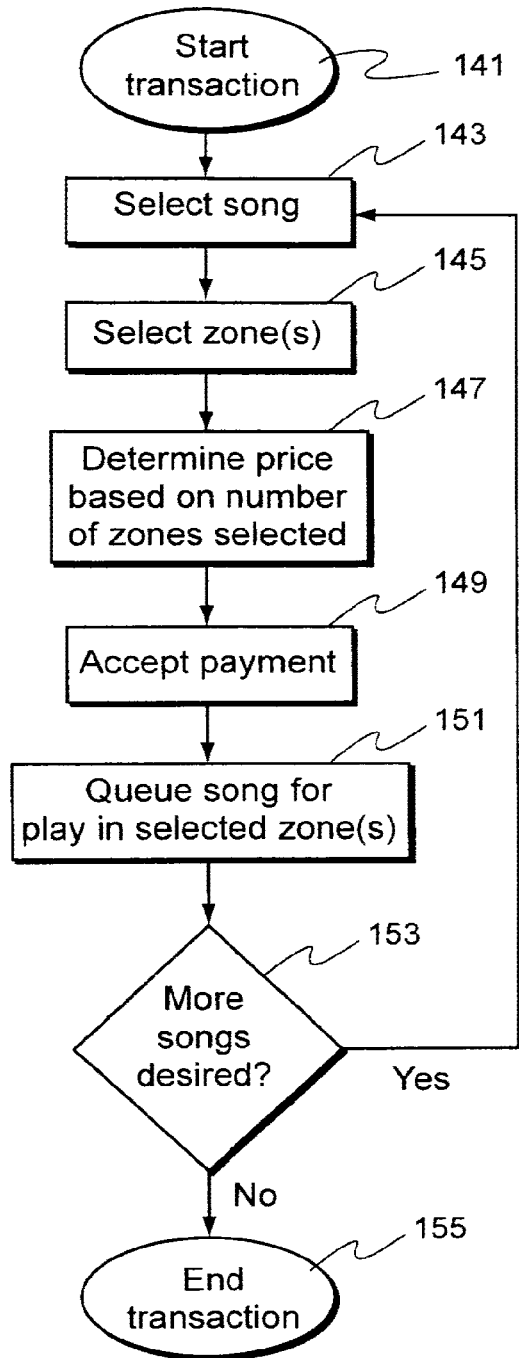 Start
transaction
141
143
Select song
145
Select zone(s)
147
Determine price
based on number
of zones selected
149
Accept payment
151
Queue song for
play in selected zone(s)
153
More
songs
desired?
Yes
No
155
End
transaction